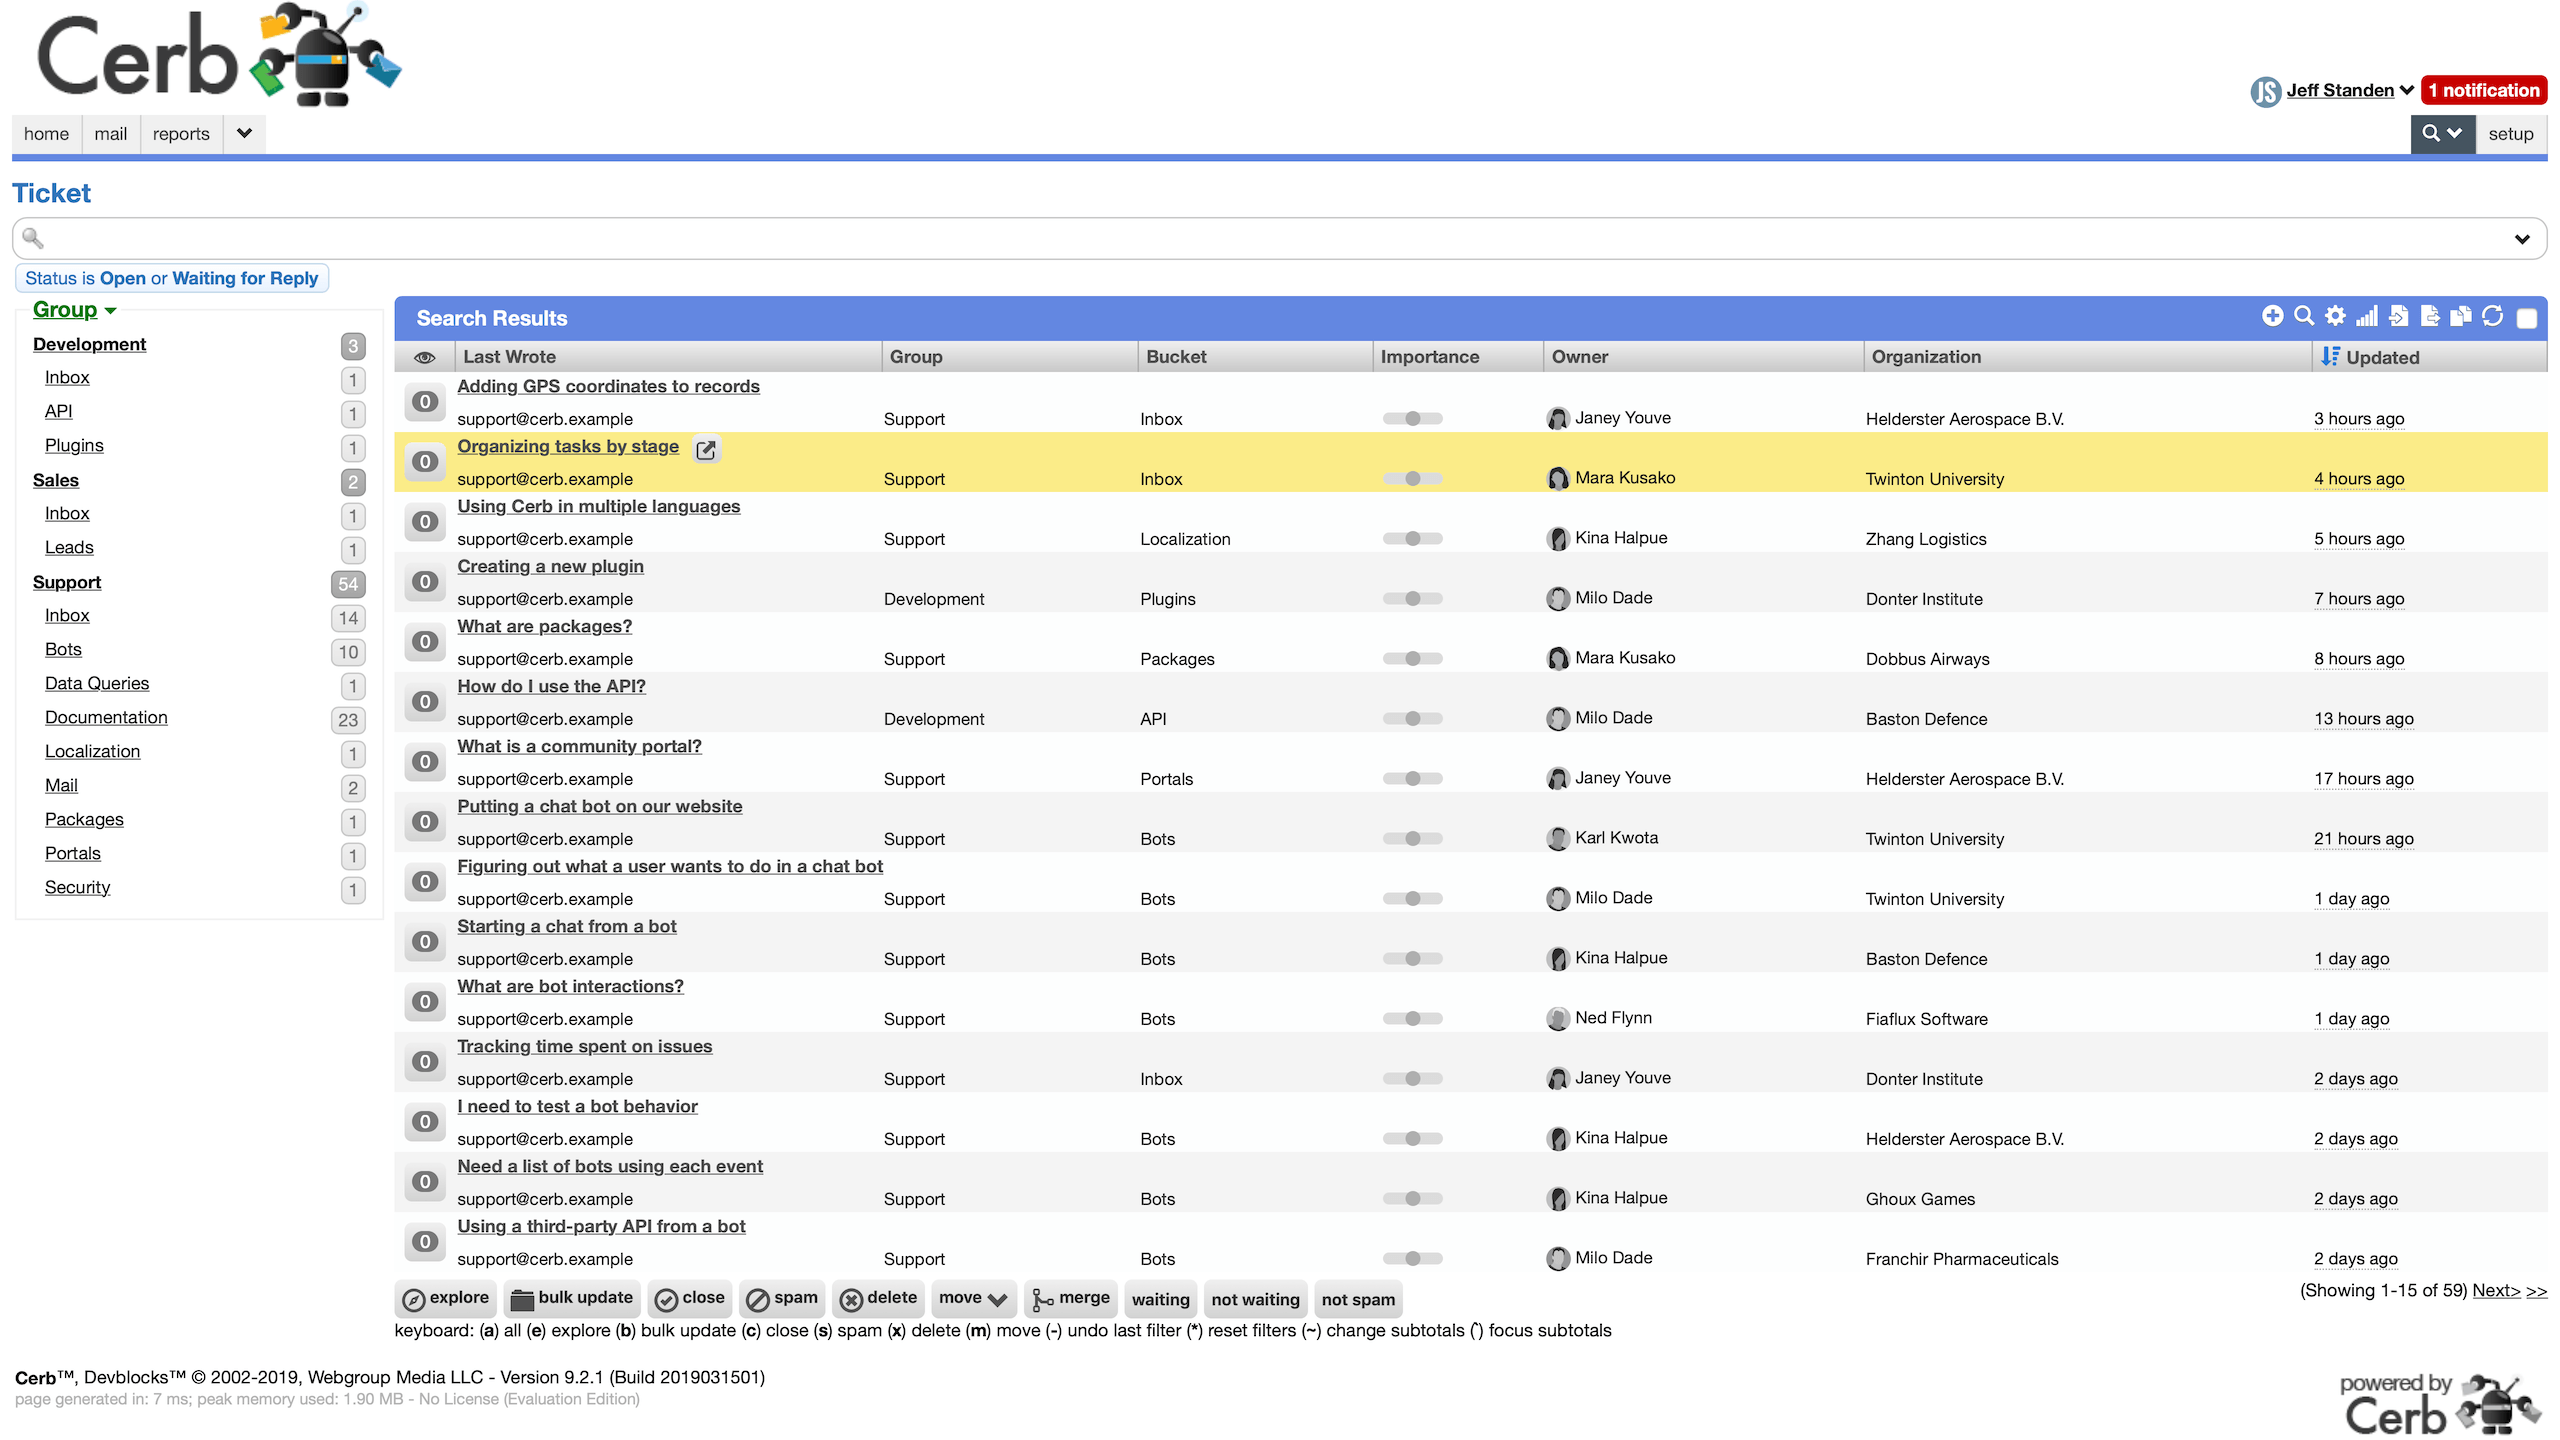 Cerb
JS Jeff Standen 1 notification
home mail reports setup
Ticket
Status is Open or Waiting for Reply
Group
Development 3
Inbox 1
API 1
Plugins 1
Sales 2
Inbox 1
Leads 1
Support 54
Inbox 14
Bots 10
Data Queries 1
Documentation 23
Localization 1
Mail 2
Packages 1
Portals 1
Security 1
Search Results
Last Wrote Group Bucket Importance Owner Organization Updated
Adding GPS coordinates to records
0 support@cerb.example Support Inbox Janey Youve Helderster Aerospace B.V. 3 hours ago
Organizing tasks by stage
0 support@cerb.example Support Inbox Mara Kusako Twinton University 4 hours ago
Using Cerb in multiple languages
0 support@cerb.example Support Localization Kina Halpue Zhang Logistics 5 hours ago
Creating a new plugin
0 support@cerb.example Development Plugins Milo Dade Donter Institute 7 hours ago
What are packages?
0 support@cerb.example Support Packages Mara Kusako Dobbus Airways 8 hours ago
How do I use the API?
0 support@cerb.example Development API Milo Dade Baston Defence 13 hours ago
What is a community portal?
0 support@cerb.example Support Portals Janey Youve Helderster Aerospace B.V. 17 hours ago
Putting a chat bot on our website
0 support@cerb.example Support Bots Karl Kwota Twinton University 21 hours ago
Figuring out what a user wants to do in a chat bot
0 support@cerb.example Support Bots Milo Dade Twinton University 1 day ago
Starting a chat from a bot
0 support@cerb.example Support Bots Kina Halpue Baston Defence 1 day ago
What are bot interactions?
0 support@cerb.example Support Bots Ned Flynn Fiaflux Software 1 day ago
Tracking time spent on issues
0 support@cerb.example Support Inbox Janey Youve Donter Institute 2 days ago
I need to test a bot behavior
0 support@cerb.example Support Bots Kina Halpue Helderster Aerospace B.V. 2 days ago
Need a list of bots using each event
0 support@cerb.example Support Bots Kina Halpue Ghoux Games 2 days ago
Using a third-party API from a bot
0 support@cerb.example Support Bots Milo Dade Franchir Pharmaceuticals 2 days ago
explore bulk update close spam delete move merge waiting not waiting not spam (Showing 1-15 of 59) Next> >>
keyboard: (a) all (e) explore (b) bulk update (c) close (s) spam (x) delete (m) move (-) undo last filter (*) reset filters (~) change subtotals (`) focus subtotals
Cerb™, Devblocks™ © 2002-2019, Webgroup Media LLC - Version 9.2.1 (Build 2019031501)
page generated in: 7 ms; peak memory used: 1.90 MB - No License (Evaluation Edition)
powered by
Cerb